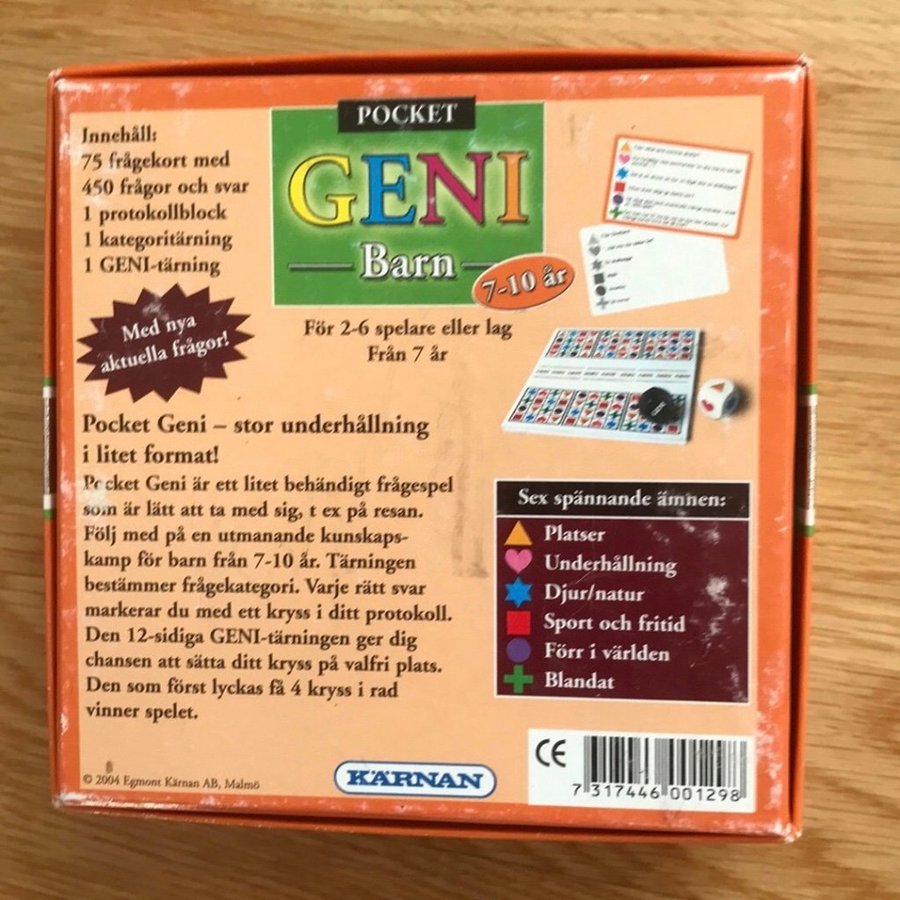 POCKET
GENI
Barn
7-10 år
Innehåll:
75 frågekort med
450 frågor och svar
1 protokollblock
1 kategoritärning
1 GENI-tärning
Med nya
aktuella frågor!
För 2-6 spelare eller lag
Från 7 år
Pocket Geni – stor underhållning
i litet format!
Pocket Geni är ett litet behändigt frågespel
som är lätt att ta med sig, t ex på resan.
Följ med på en utmanande kunskaps-
kamp för barn från 7-10 år. Tärningen
bestämmer frågekategori. Varje rätt svar
markerar du med ett kryss i ditt protokoll.
Den 12-sidiga GENI-tärningen ger dig
chansen att sätta ditt kryss på valfri plats.
Den som först lyckas få 4 kryss i rad
vinner spelet.
Sex spännande ämnen:
Platser
Underhållning
Djur/natur
Sport och fritid
Förr i världen
Blandat
© 2004 Egmont Kärnan AB, Malmö
KÄRNAN
CE
7 317446 001298